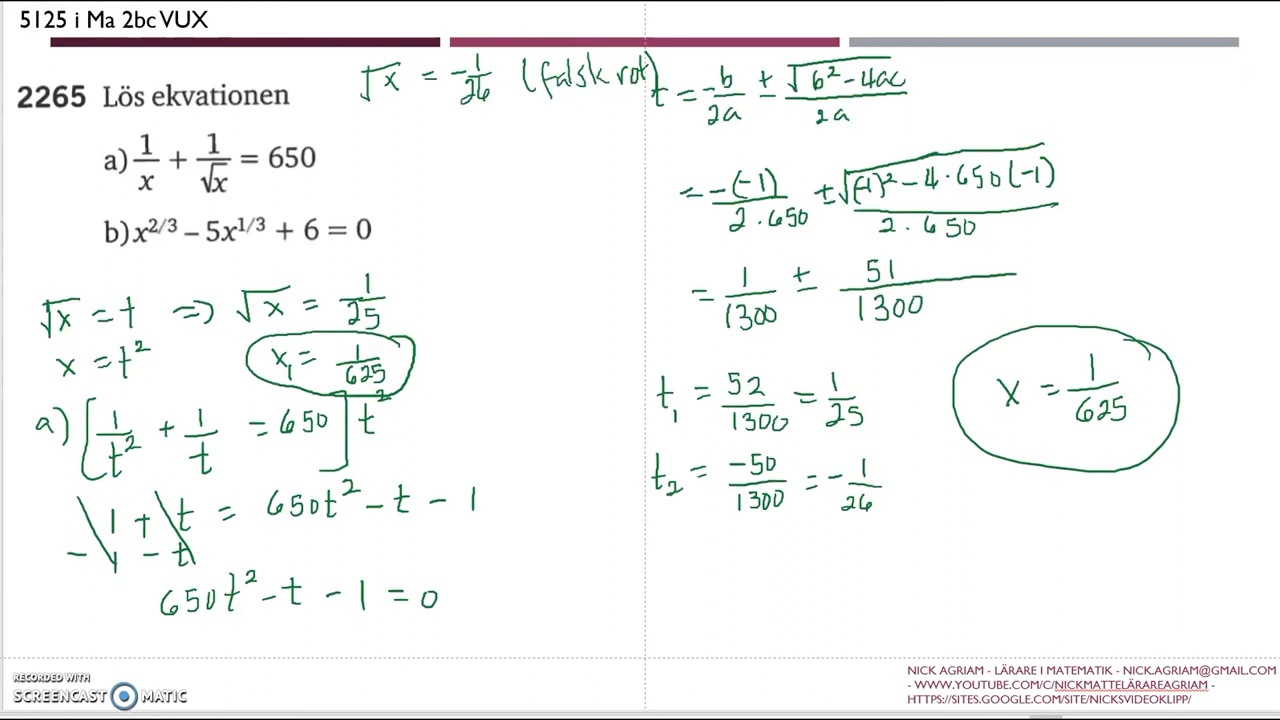 5125 i Ma 2bc VUX
2265 Lös ekvationen
a) 1/x + 1/√x = 650
b) x^2/3 – 5x^1/3 + 6 = 0
√x = -1/26 (falsk rot)
√x = t => √x = 1/25
x = t² x₁ = 1/625
a) [1/t² + 1/t = 650] t²
1 + t = 650t² - t - 1
- 1 - t
650t² - t - 1 = 0
t = -b/2a ± √(b² - 4ac)/2a
= -(-1)/2·650 ± √((-1)² - 4·650(-1))/2·650
= 1/1300 ± 51/1300
t₁ = 52/1300 = 1/25
t₂ = -50/1300 = -1/26
x = 1/625
RECORDED WITH
SCREENCAST MATIC
NICK AGRIAM - LÄRARE I MATEMATIK - NICK.AGRIAM@GMAIL.COM
- WWW.YOUTUBE.COM/C/NICKMATTELÄRAREAGRIAM -
HTTPS://SITES.GOOGLE.COM/SITE/NICKSVIDEOKLIPP/